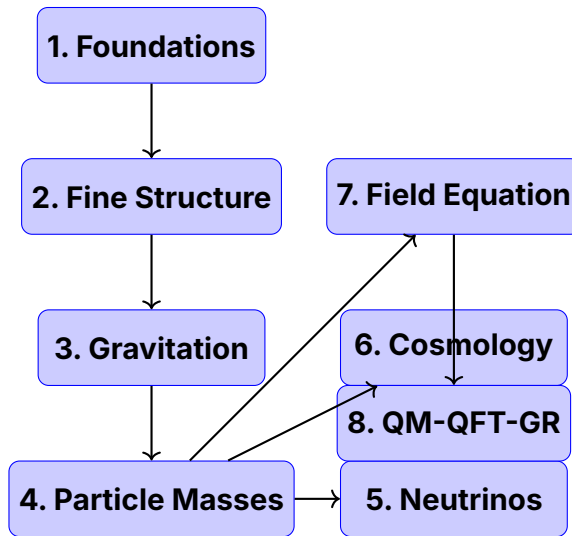 1. Foundations
2. Fine Structure
7. Field Equation
3. Gravitation
6. Cosmology
8. QM-QFT-GR
4. Particle Masses
5. Neutrinos